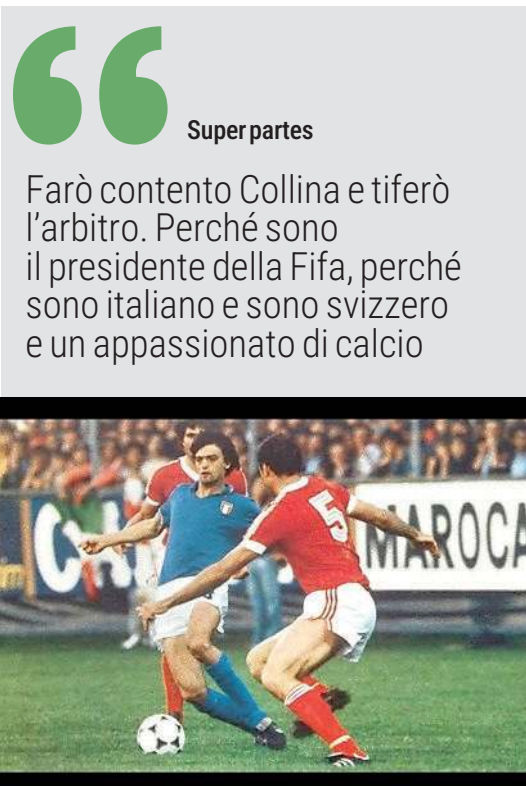 Super partes
Farò contento Collina e tiferò
l'arbitro. Perché sono
il presidente della Fifa, perché
sono italiano e sono svizzero
e un appassionato di calcio
5
MAROCA